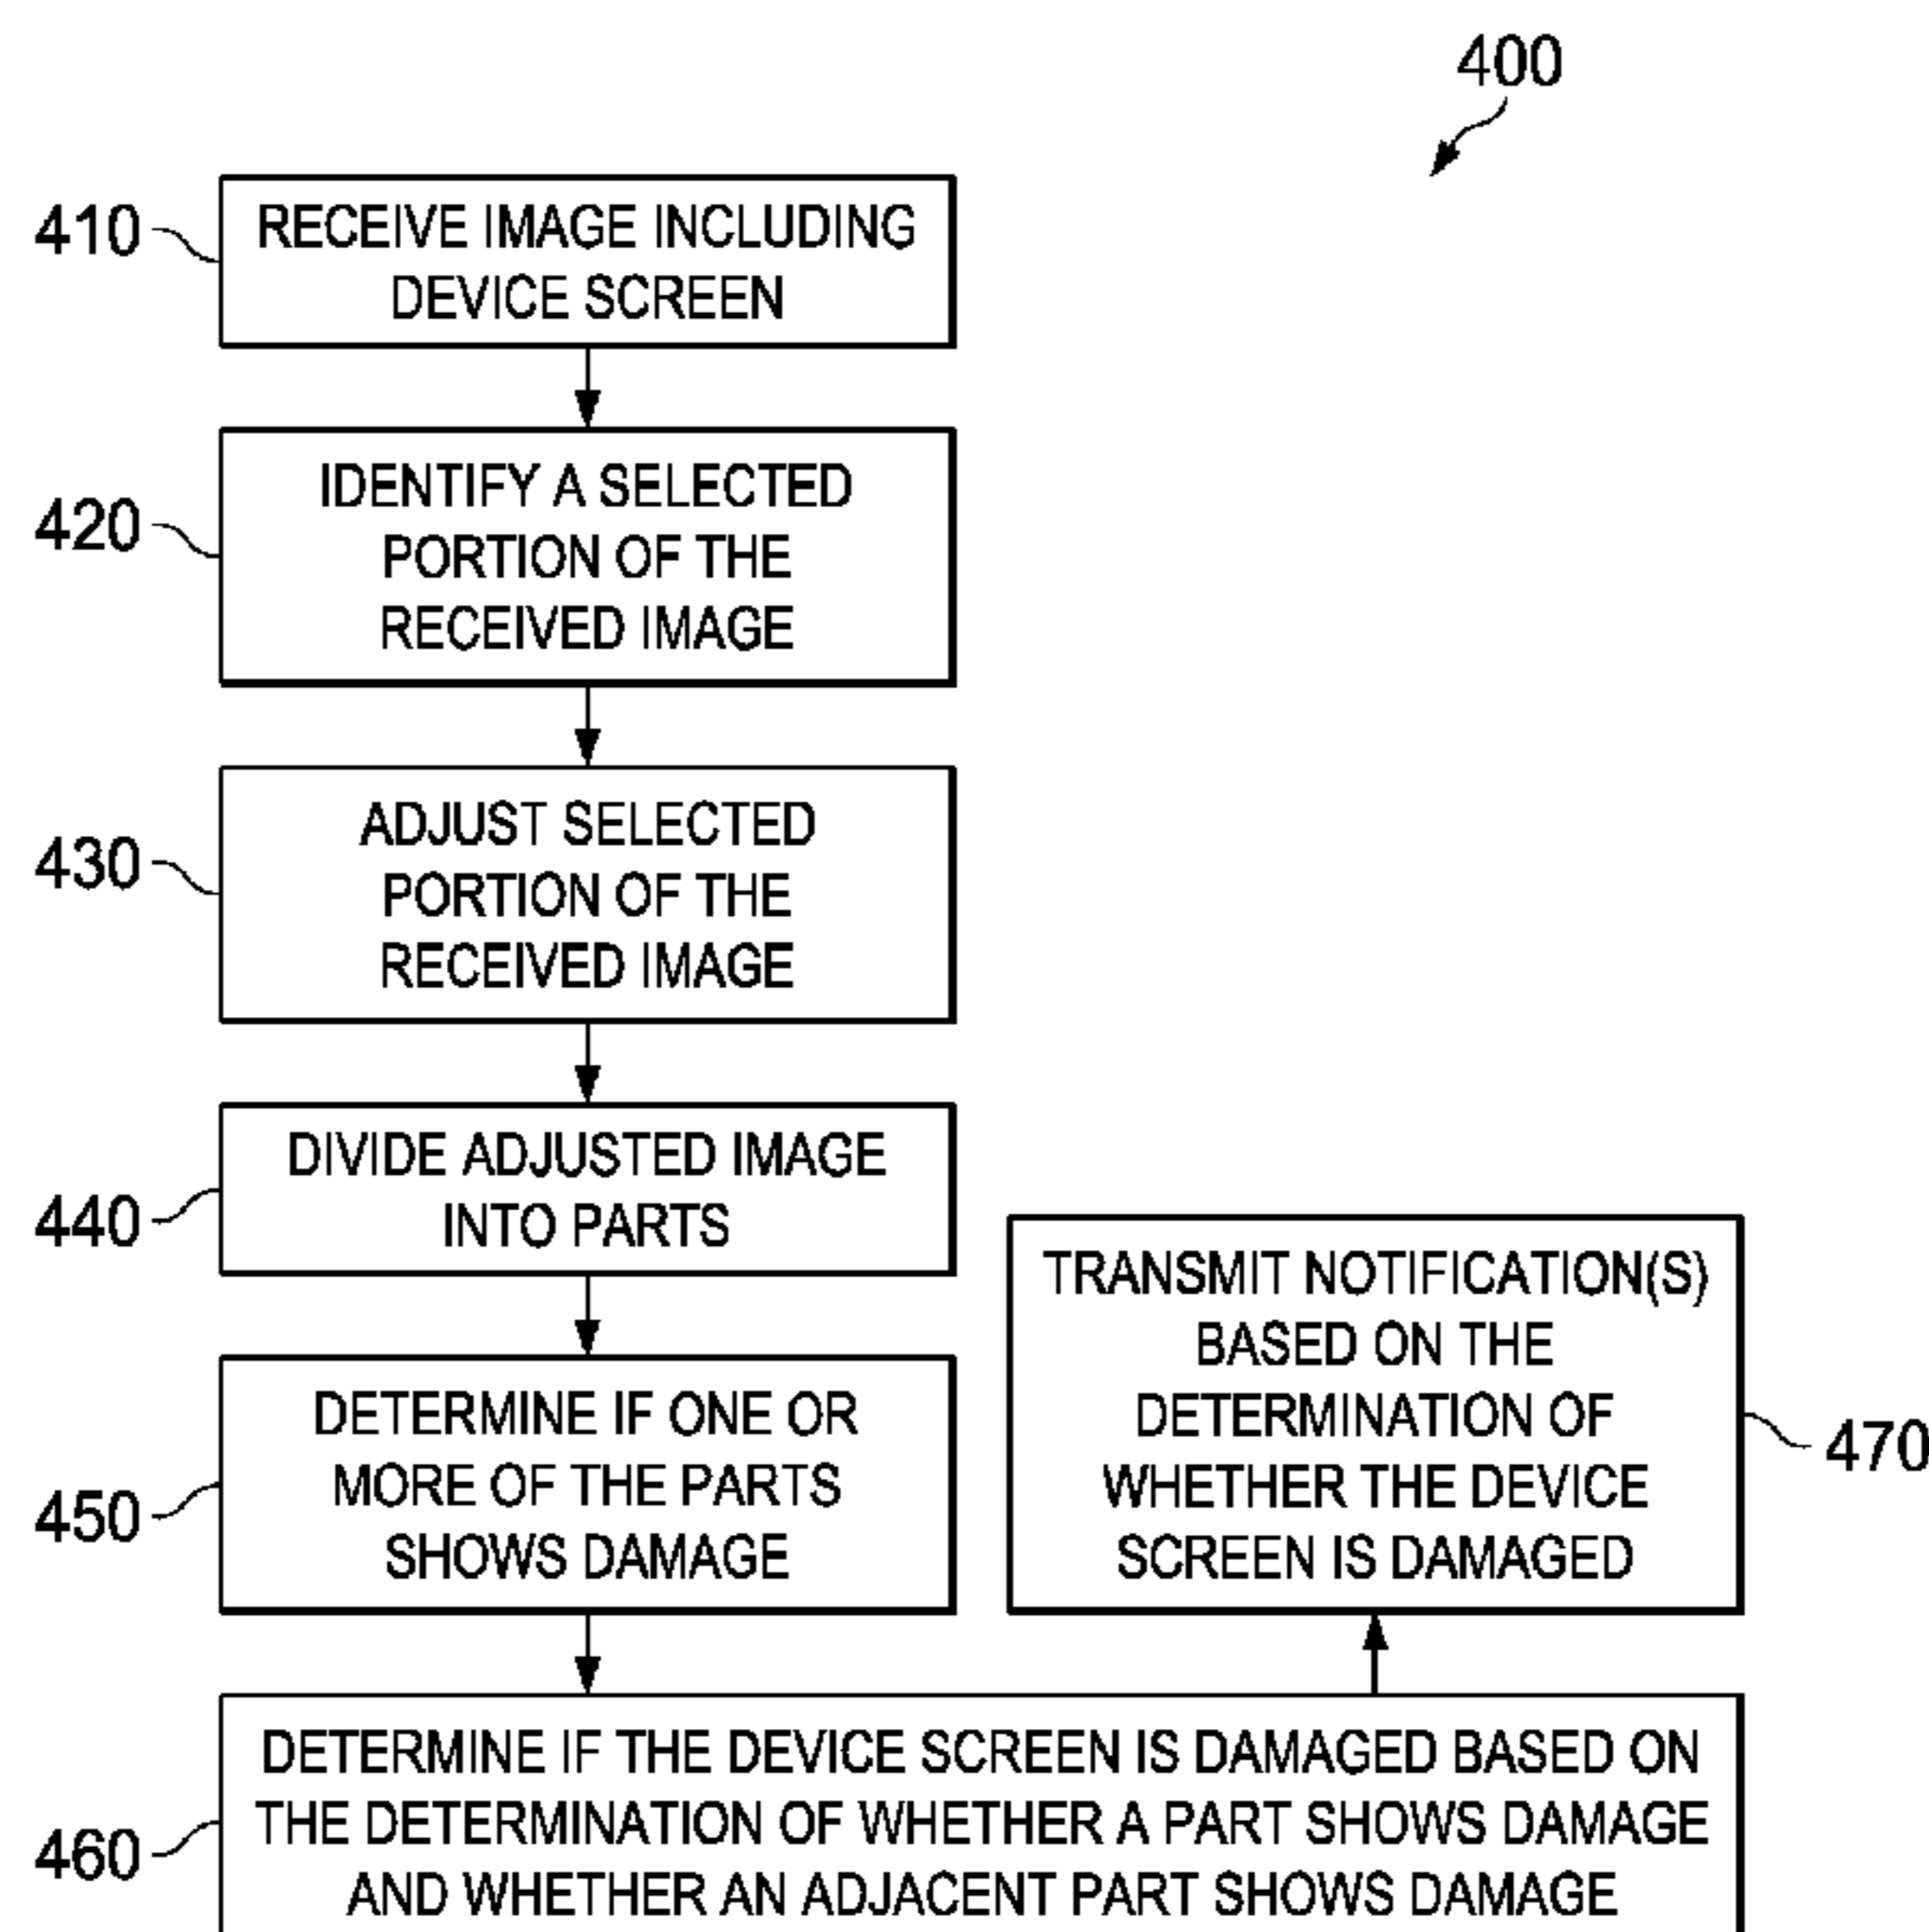 400
410
RECEIVE IMAGE INCLUDING
DEVICE SCREEN
420
IDENTIFY A SELECTED
PORTION OF THE
RECEIVED IMAGE
430
ADJUST SELECTED
PORTION OF THE
RECEIVED IMAGE
440
DIVIDE ADJUSTED IMAGE
INTO PARTS
450
DETERMINE IF ONE OR
MORE OF THE PARTS
SHOWS DAMAGE
460
DETERMINE IF THE DEVICE SCREEN IS DAMAGED BASED ON
THE DETERMINATION OF WHETHER A PART SHOWS DAMAGE
AND WHETHER AN ADJACENT PART SHOWS DAMAGE
TRANSMIT NOTIFICATION(S)
BASED ON THE
DETERMINATION OF
WHETHER THE DEVICE
SCREEN IS DAMAGED
470